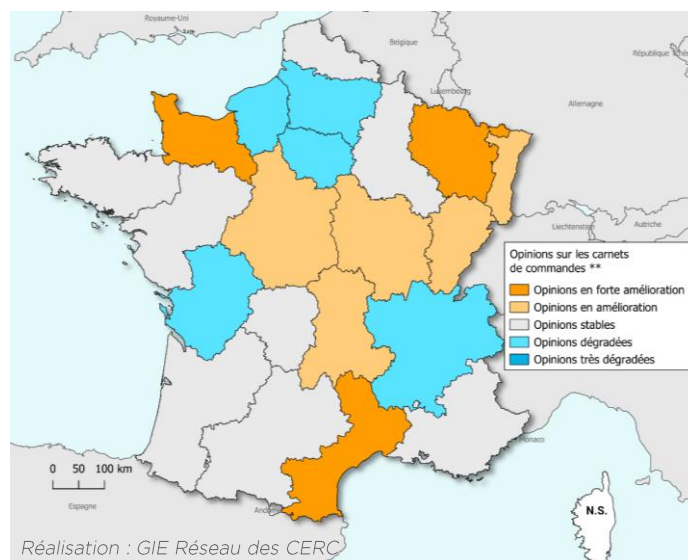 Royaume-Uni
Belgique
République Tchè
Luxembourg
Allemagne
Liechtenstein
Autriche
Opinions sur les carnets
de commandes **
Opinions en forte amélioration
Opinions en amélioration
Opinions stables
Opinions dégradées
Opinions très dégradées
Monaco
0 50 100 km
Espagne
Ando
N.S.
Réalisation : GIE Réseau des CERC